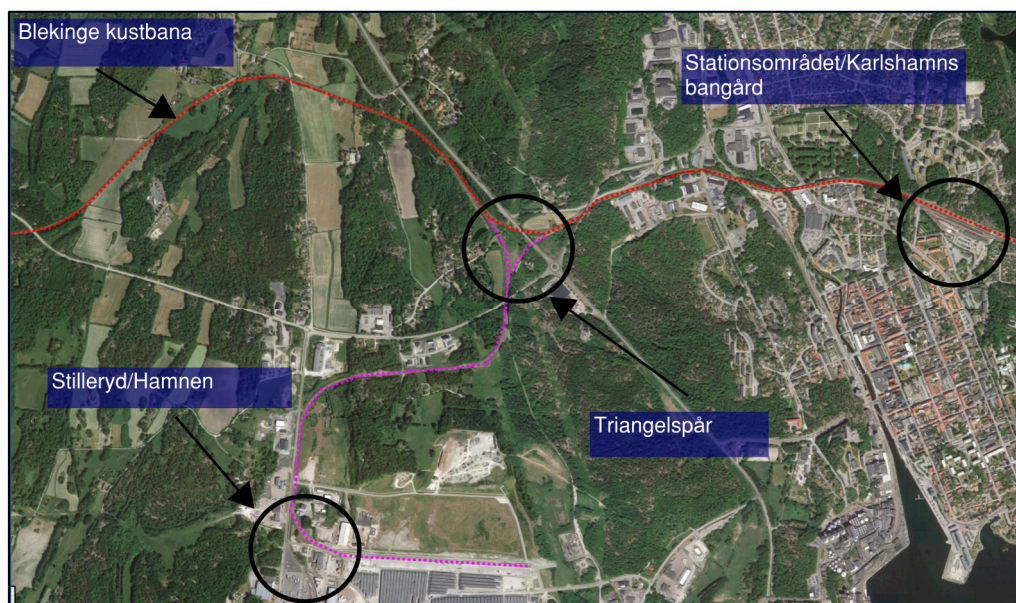 Blekinge kustbana
Stationsområdet/Karlshamns
bangård
Stilleryd/Hamnen
Triangelspår